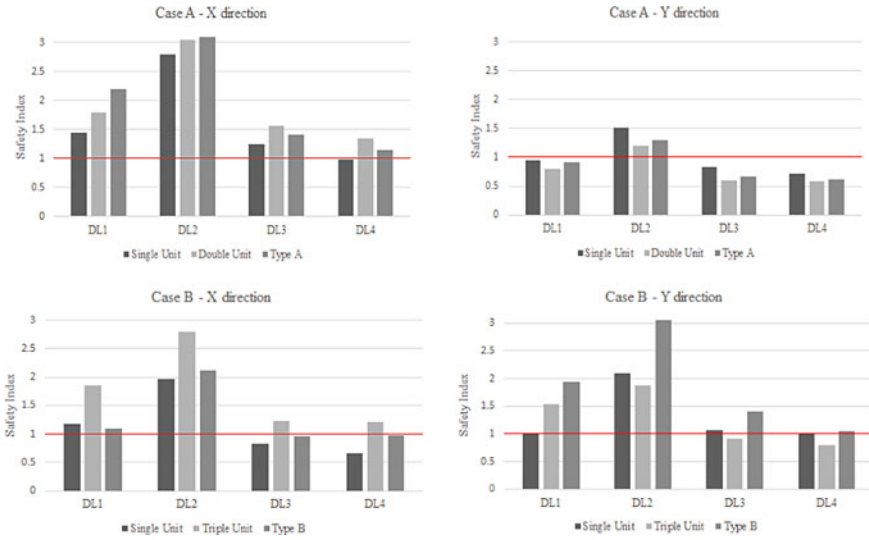 Case A - X direction
Safety Index
3
2.5
2
1.5
1
0.5
0
DL1 DL2 DL3 DL4
Single Unit Double Unit Type A
Case A - Y direction
Safety Index
3
2.5
2
1.5
1
0.5
0
DL1 DL2 DL3 DL4
Single Unit Double Unit Type A
Case B - X direction
Safety Index
3
2.5
2
1.5
1
0.5
0
DL1 DL2 DL3 DL4
Single Unit Triple Unit Type B
Case B - Y direction
Safety Index
3
2.5
2
1.5
1
0.5
0
DL1 DL2 DL3 DL4
Single Unit Triple Unit Type B